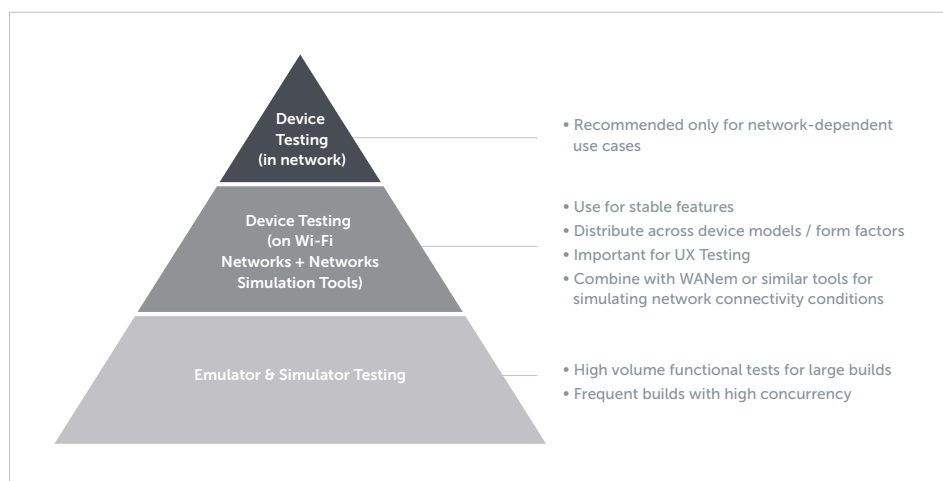 Device
Testing
(in network)
• Recommended only for network-dependent
use cases
Device Testing
(on Wi-Fi
Networks + Networks
Simulation Tools)
• Use for stable features
• Distribute across device models / form factors
• Important for UX Testing
• Combine with WANem or similar tools for
simulating network connectivity conditions
Emulator & Simulator Testing
• High volume functional tests for large builds
• Frequent builds with high concurrency